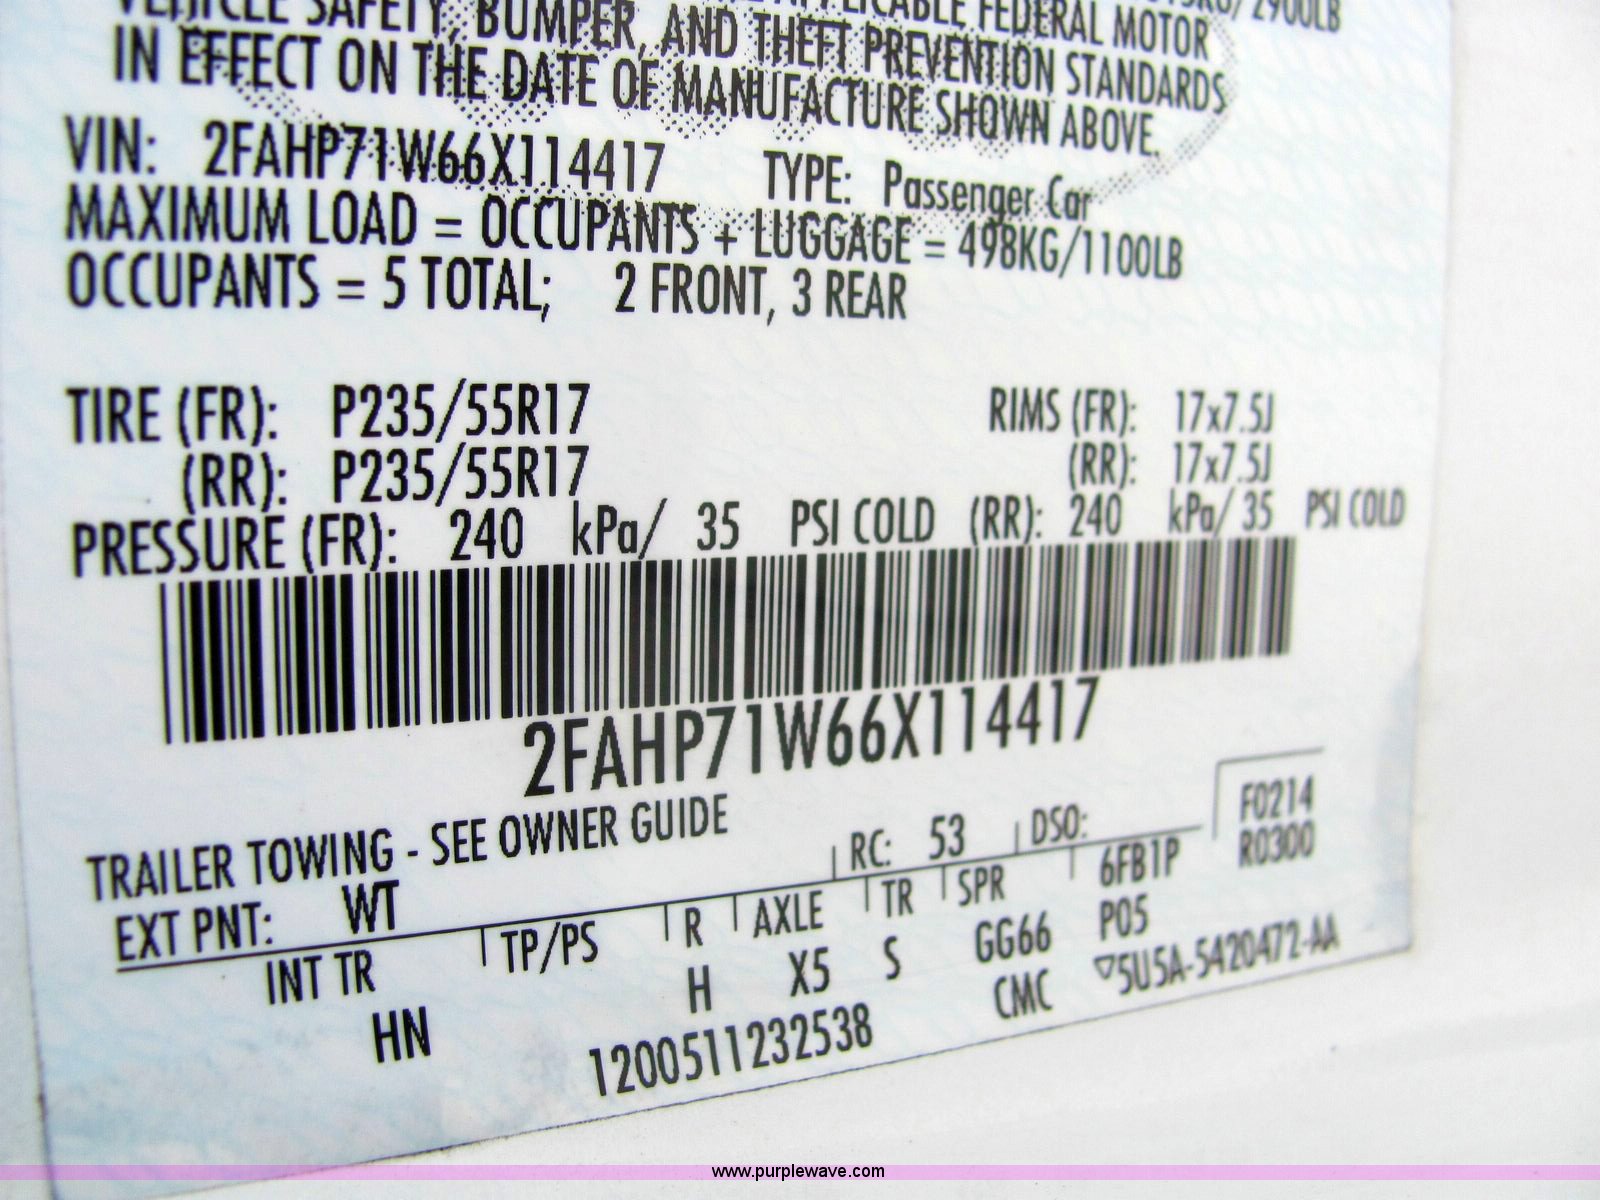 2900LB
VEHICLE SAFETY, BUMPER, AND THEFT PREVENTION STANDARDS
APPLICABLE FEDERAL MOTOR
IN EFFECT ON THE DATE OF MANUFACTURE SHOWN ABOVE.
VIN: 2FAHP71W66X114417 TYPE: Passenger Car
MAXIMUM LOAD = OCCUPANTS + LUGGAGE = 498KG/1100LB
OCCUPANTS = 5 TOTAL; 2 FRONT, 3 REAR
TIRE (FR): P235/55R17 RIMS (FR): 17x7.5J
(RR): P235/55R17 (RR): 17x7.5J
PRESSURE (FR): 240 kPa/ 35 PSI COLD (RR): 240 kPa/ 35 PSI COLD
2FAHP71W66X114417
TRAILER TOWING - SEE OWNER GUIDE
F0214
R0300
EXT PNT: WT RC: 53 DSO:
INT TR TP/PS R AXLE TR SPR 6FB1P
HN H X5 S GG66 P05
1200511232538 CMC ▽5U5A-5420472-AA
www.purplewave.com